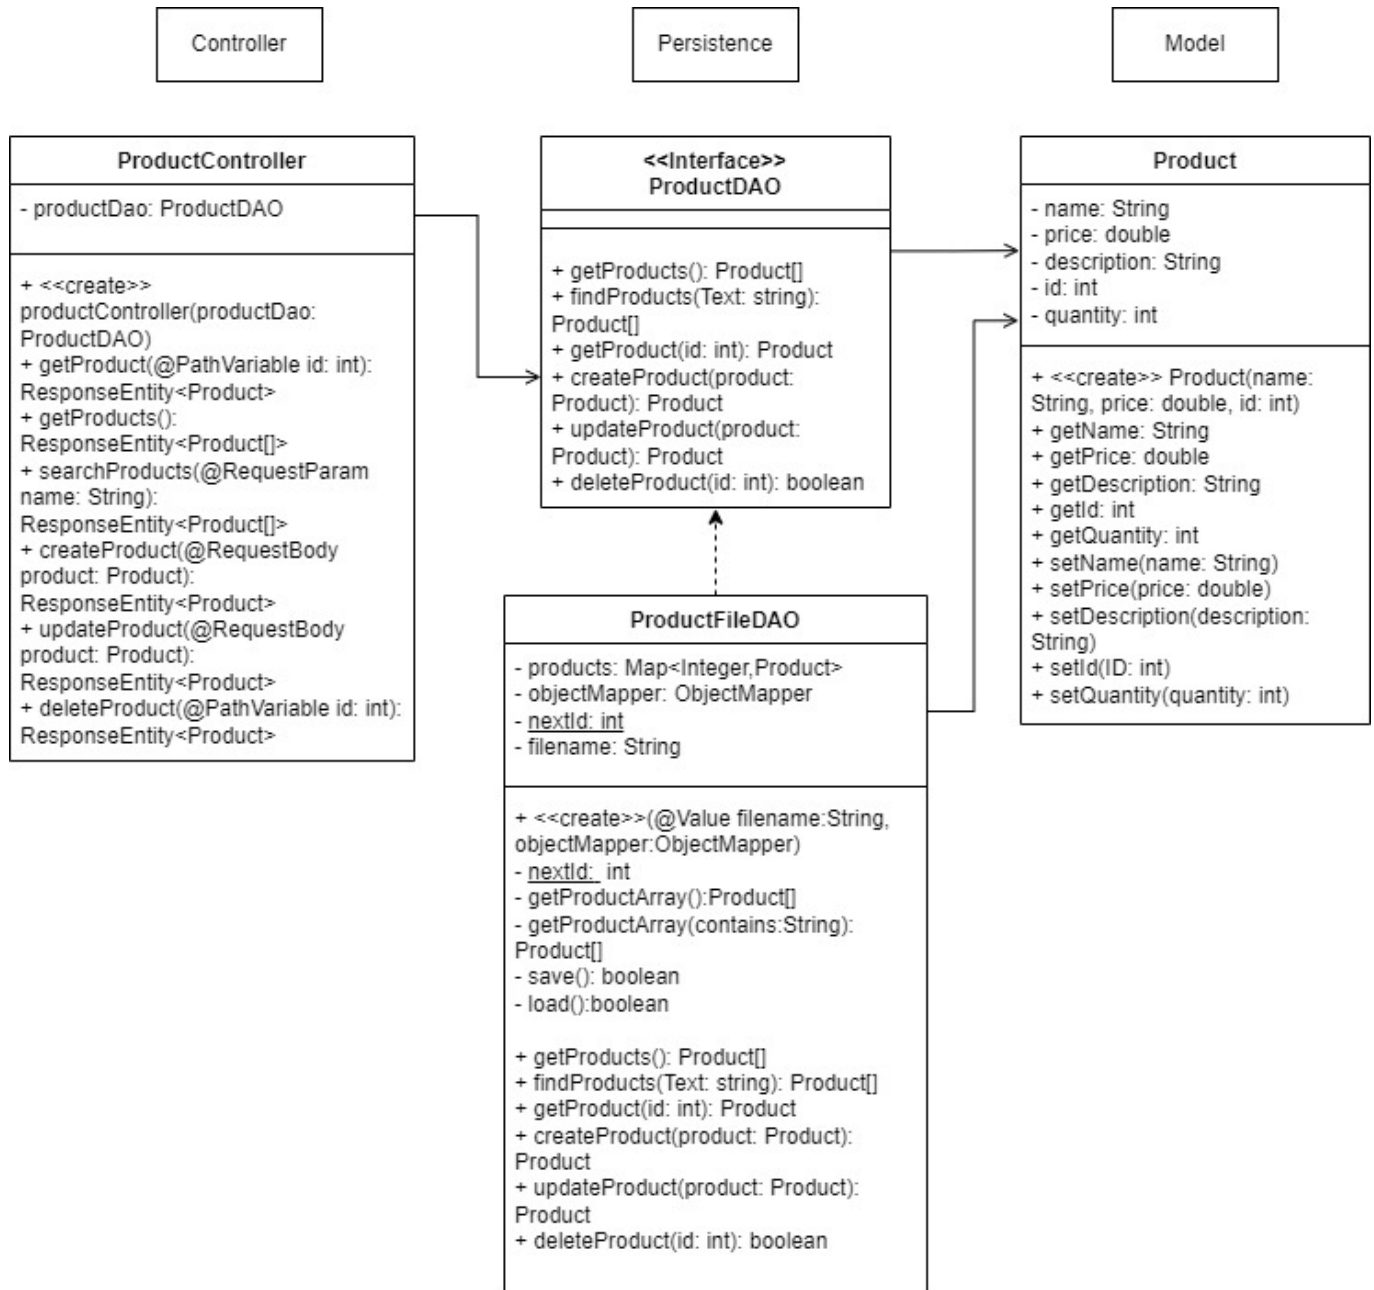 Controller
Persistence
Model
ProductController
- productDao: ProductDAO
+ <<create>>
productController(productDao:
ProductDAO)
+ getProduct(@PathVariable id: int):
ResponseEntity<Product>
+ getProducts():
ResponseEntity<Product[]>
+ searchProducts(@RequestParam
name: String):
ResponseEntity<Product[]>
+ createProduct(@RequestBody
product: Product):
ResponseEntity<Product>
+ updateProduct(@RequestBody
product: Product):
ResponseEntity<Product>
+ deleteProduct(@PathVariable id: int):
ResponseEntity<Product>
<<Interface>>
ProductDAO
+ getProducts(): Product[]
+ findProducts(Text: string):
Product[]
+ getProduct(id: int): Product
+ createProduct(product:
Product): Product
+ updateProduct(product:
Product): Product
+ deleteProduct(id: int): boolean
ProductFileDAO
- products: Map<Integer,Product>
- objectMapper: ObjectMapper
- nextId: int
- filename: String
+ <<create>>(@Value filename:String,
objectMapper:ObjectMapper)
- nextId: int
- getProductArray():Product[]
- getProductArray(contains:String):
Product[]
- save(): boolean
- load():boolean
+ getProducts(): Product[]
+ findProducts(Text: string): Product[]
+ getProduct(id: int): Product
+ createProduct(product: Product):
Product
+ updateProduct(product: Product):
Product
+ deleteProduct(id: int): boolean
Product
- name: String
- price: double
- description: String
- id: int
- quantity: int
+ <<create>> Product(name:
String, price: double, id: int)
+ getName: String
+ getPrice: double
+ getDescription: String
+ getId: int
+ getQuantity: int
+ setName(name: String)
+ setPrice(price: double)
+ setDescription(description:
String)
+ setId(ID: int)
+ setQuantity(quantity: int)